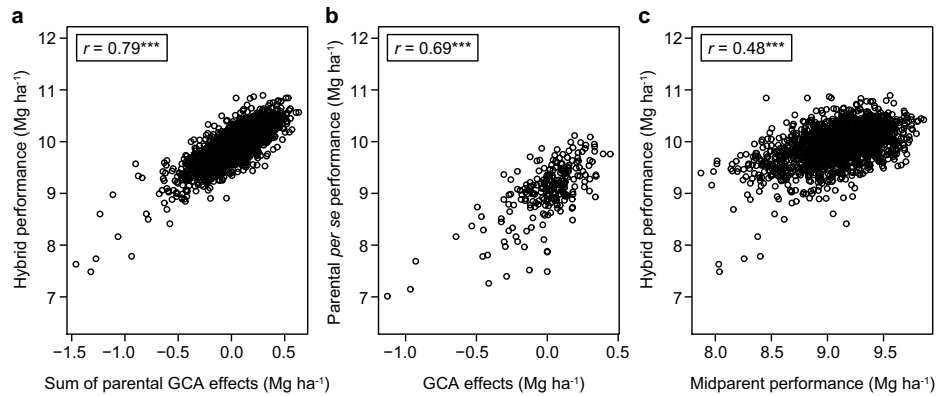 a
r = 0.79***
Hybrid performance (Mg ha⁻¹)
12
11
10
9
8
7
−1.5 −1.0 −0.5 0.0 0.5
Sum of parental GCA effects (Mg ha⁻¹)
b
r = 0.69***
Parental per se performance (Mg ha⁻¹)
12
11
10
9
8
7
−1.0 −0.5 0.0 0.5
GCA effects (Mg ha⁻¹)
c
r = 0.48***
Hybrid performance (Mg ha⁻¹)
12
11
10
9
8
7
8.0 8.5 9.0 9.5
Midparent performance (Mg ha⁻¹)